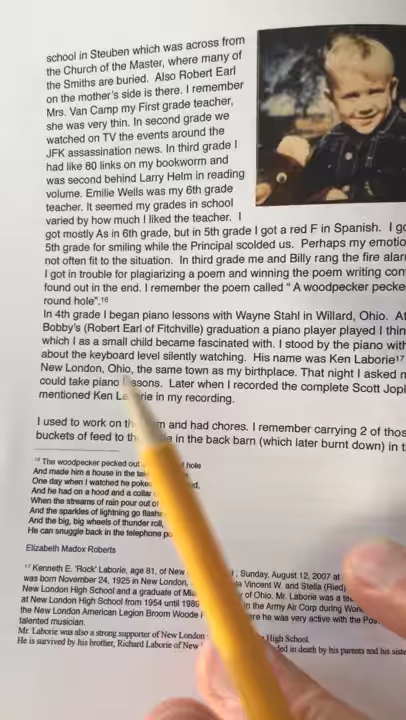 school in Steuben which was across from
the Church of the Master, where many of
the Smiths are buried. Also Robert Earl
on the mother's side is there. I remember
Mrs. Van Camp my First grade teacher,
she was very thin. In second grade we
watched on TV the events around the
JFK assassination news. In third grade I
had like 80 links on my bookworm and
was second behind Larry Helm in reading
volume. Emilie Wells was my 6th grade
teacher. It seemed my grades in school
varied by how much I liked the teacher. I
got mostly As in 6th grade, but in 5th grade I got a red F in Spanish. I
5th grade for smiling while the Principal scolded us. Perhaps my
not often fit to the situation. In third grade me and Billy rang the fire
I got in trouble for plagiarizing a poem and winning the poem writing
found out in the end. I remember the poem called " A woodpecker
round hole".16
In 4th grade I began piano lessons with Wayne Stahl in Willard, Ohio.
Bobby's (Robert Earl of Fitchville) graduation a piano player played I
which I as a small child became fascinated with. I stood by the piano
about the keyboard level silently watching. His name was Ken Laborie17
New London, Ohio, the same town as my birthplace. That night I asked
could take piano lessons. Later when I recorded the complete Scott
mentioned Ken Laborie in my recording.
I used to work on the and had chores. I remember carrying 2 of
buckets of feed to the in the back barn (which later burnt down) in
16 The woodpecker pecked out hole
And made him a house in the
One day when I watched he poked
And he had on a hood and a collar
When the streams of rain pour out of
And the sparkles of lightning go
And the big, big wheels of thunder roll,
He can snuggle back in the telephone
Elizabeth Madox Roberts
17 Kenneth E. 'Rock' Laborie, age 81, of New Sunday, August 12, 2007 at
was born November 24, 1925 in New London, Vincent W. and Stella (Ried)
New London High School and a graduate of of Ohio. Mr. Laborie was a
at New London High School from 1954 until in the Army Air Corp during
the New London American Legion Broom Woode he was very active with the
talented musician.
Mr. Laborie was also a strong supporter of New London High School.
He is survived by his brother, Richard Laborie of New in death by his parents and his